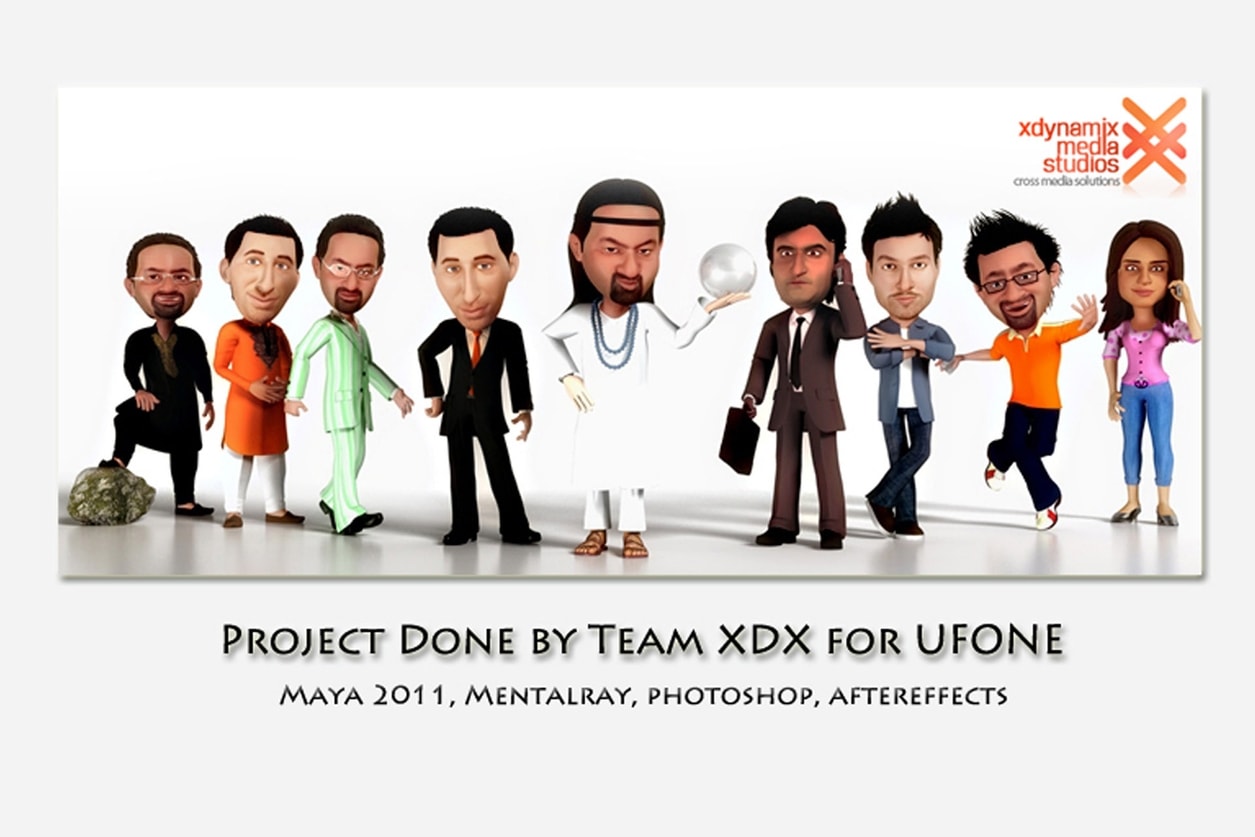 xdynamix
media
studios
cross media solutions
Project Done by Team XDX for UFONE
Maya 2011, Mentalray, photoshop, aftereffects